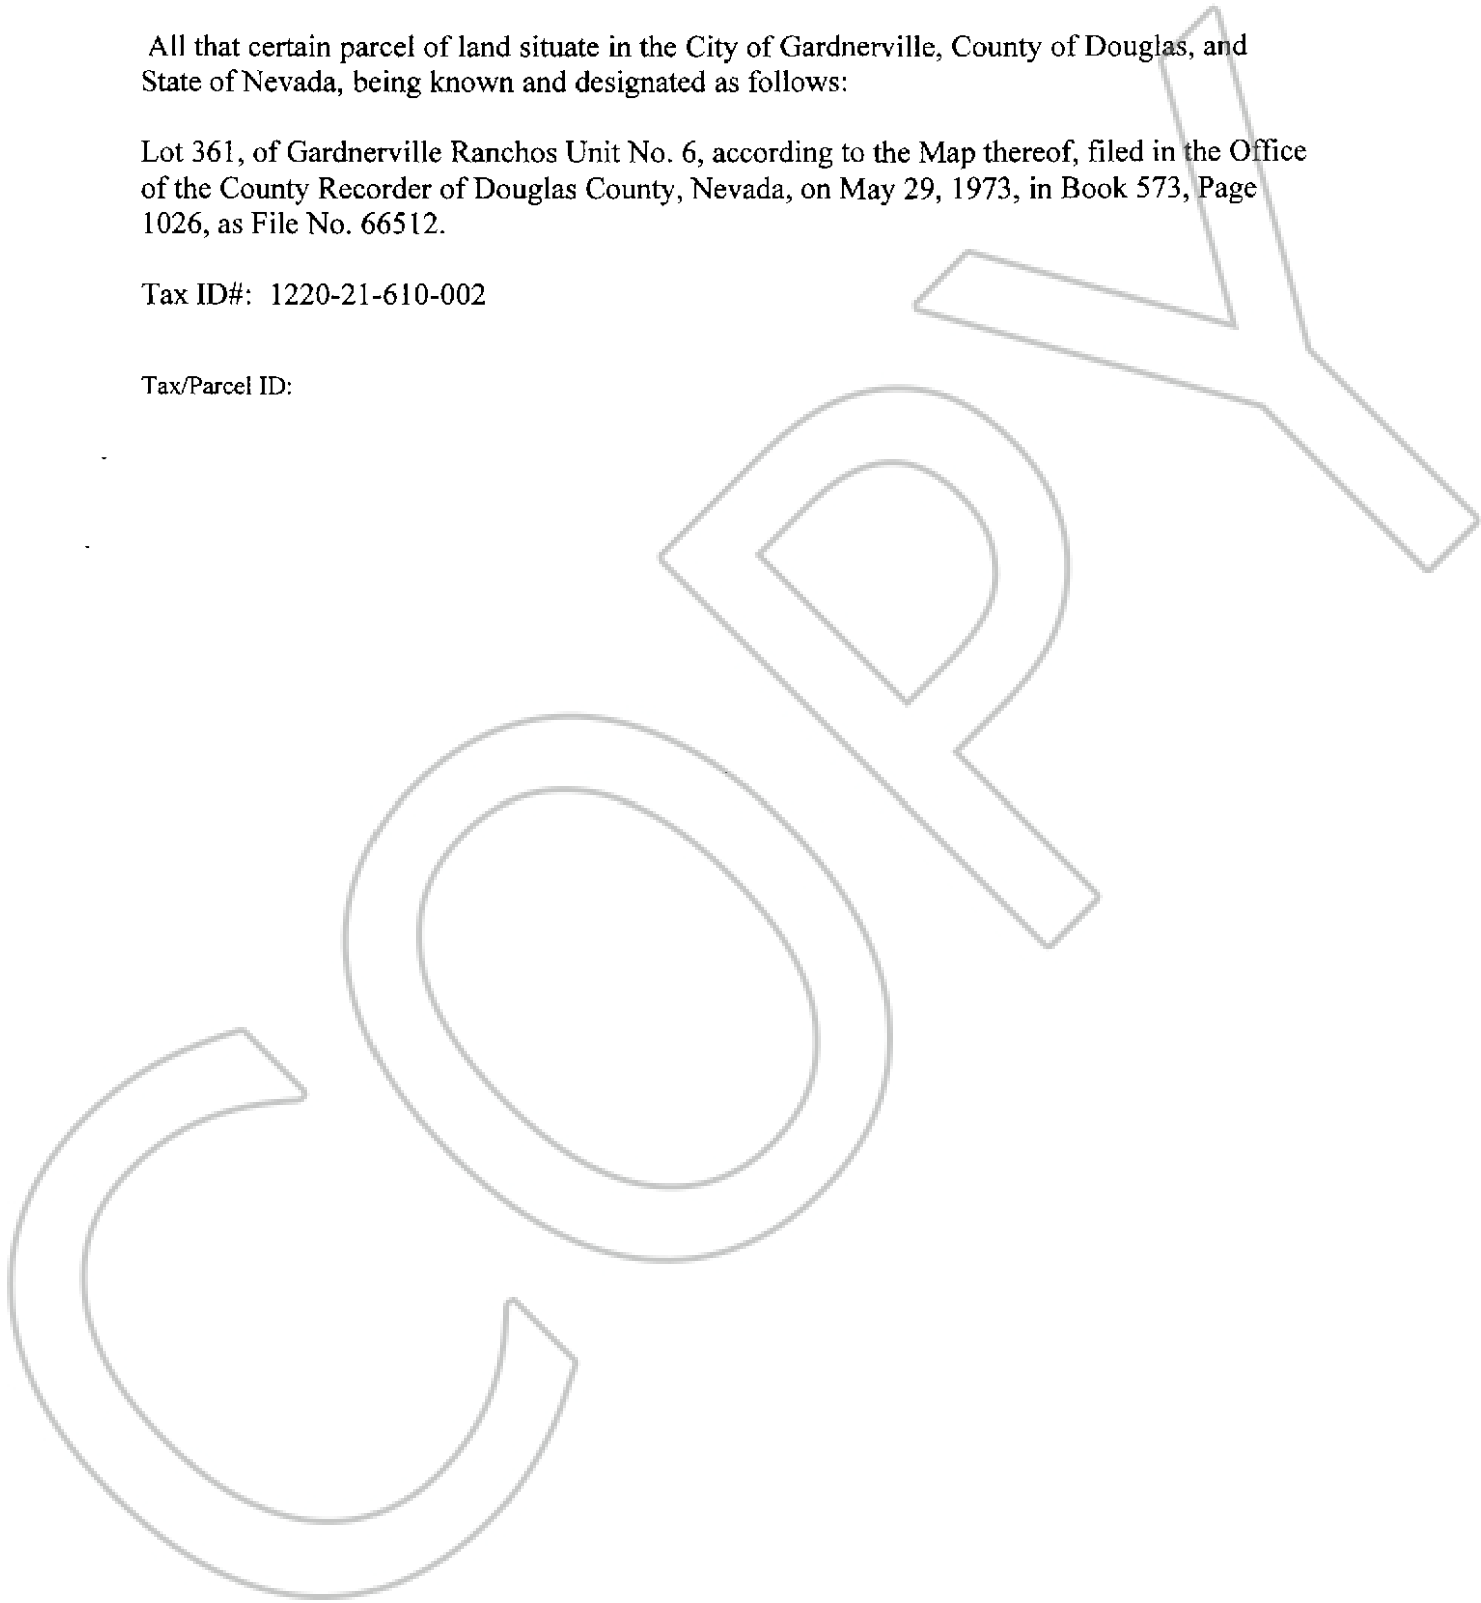 All that certain parcel of land situate in the City of Gardnerville, County of Douglas, and
State of Nevada, being known and designated as follows:
Lot 361, of Gardnerville Ranchos Unit No. 6, according to the Map thereof, filed in the Office
of the County Recorder of Douglas County, Nevada, on May 29, 1973, in Book 573, Page
1026, as File No. 66512.
Tax ID#: 1220-21-610-002
Tax/Parcel ID:
COPY